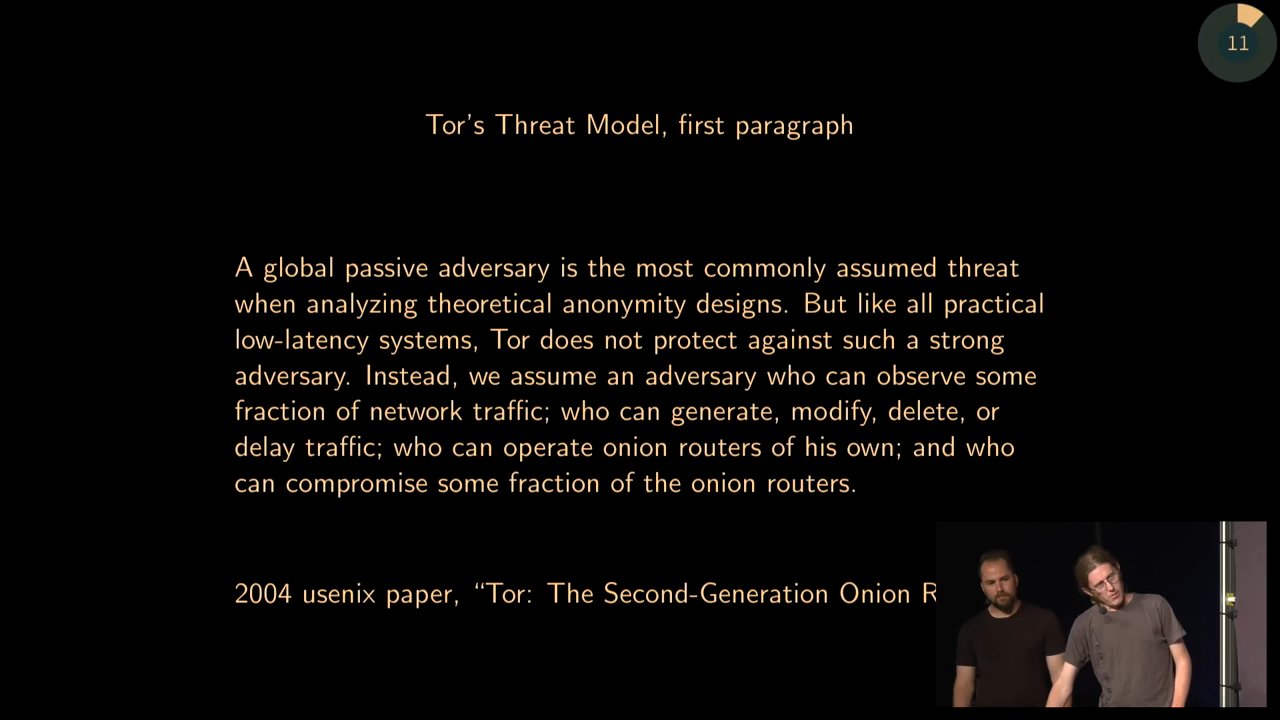 11
Tor's Threat Model, first paragraph
A global passive adversary is the most commonly assumed threat
when analyzing theoretical anonymity designs. But like all practical
low-latency systems, Tor does not protect against such a strong
adversary. Instead, we assume an adversary who can observe some
fraction of network traffic; who can generate, modify, delete, or
delay traffic; who can operate onion routers of his own; and who
can compromise some fraction of the onion routers.
2004 usenix paper, “Tor: The Second-Generation Onion R